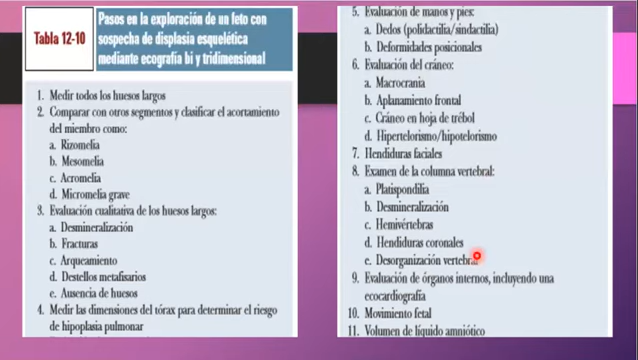 Tabla 12-10
Pasos en la exploración de un feto con
sospecha de displasia esquelética
mediante ecografía bi y tridimensional
1. Medir todos los huesos largos
2. Comparar con otros segmentos y clasificar el acortamiento
del miembro como:
a. Rizomelia
b. Mesomelia
c. Acromelia
d. Micromelia grave
3. Evaluación cualitativa de los huesos largos:
a. Desmineralización
b. Fracturas
c. Arqueamiento
d. Destellos metafisarios
e. Ausencia de huesos
4. Medir las dimensiones del tórax para determinar el riesgo
de hipoplasia pulmonar
5. Evaluación de manos y pies:
a. Dedos (polidactilia/sindactilia)
b. Deformidades posicionales
6. Evaluación del cráneo:
a. Macrocrania
b. Aplanamiento frontal
c. Cráneo en hoja de trébol
d. Hipertelorismo/hipotelorismo
7. Hendiduras faciales
8. Examen de la columna vertebral:
a. Platispondilia
b. Desmineralización
c. Hemivértebras
d. Hendiduras coronales
e. Desorganización vertebral
9. Evaluación de órganos internos, incluyendo una
ecocardiografía
10. Movimiento fetal
11. Volumen de líquido amniótico